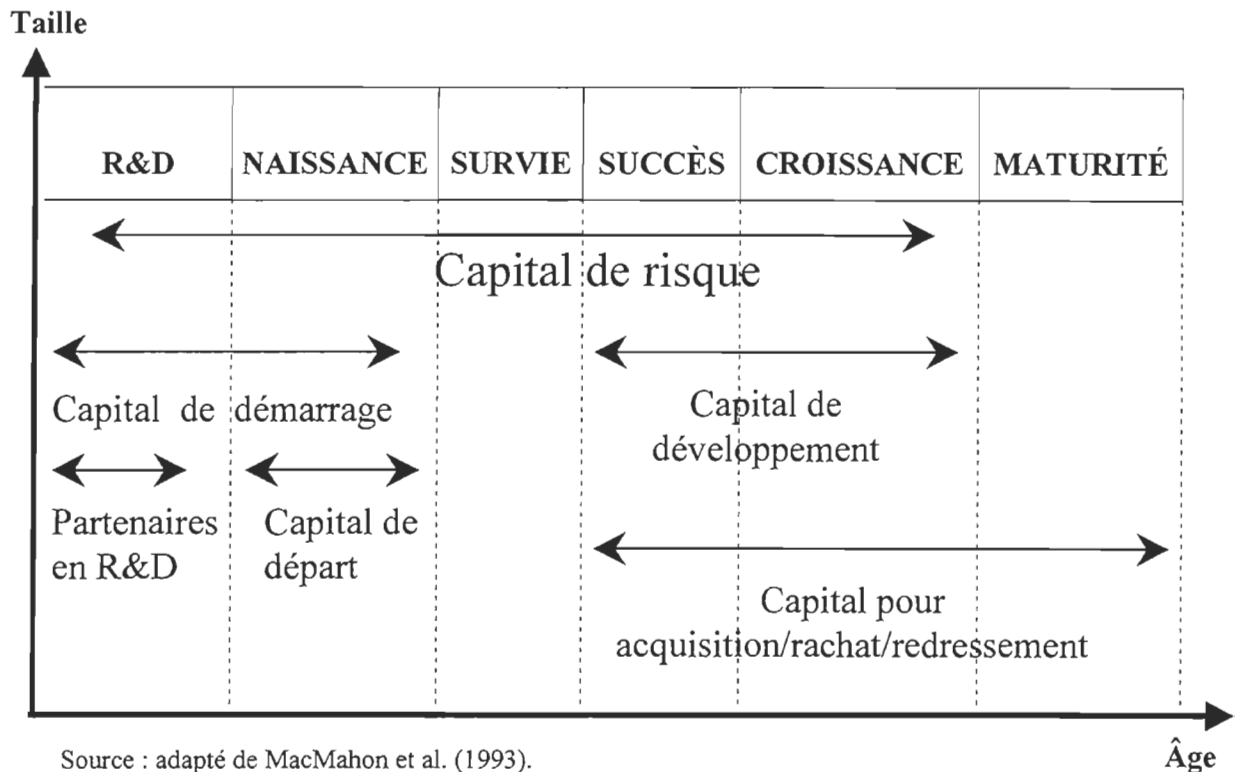 Taille
R&D NAISSANCE SURVIE SUCCÈS CROISSANCE MATURITÉ
Capital de risque
Capital de démarrage
Capital de
développement
Partenaires
en R&D
Capital de
départ
Capital pour
acquisition/rachat/redressement
Âge
Source : adapté de MacMahon et al. (1993).